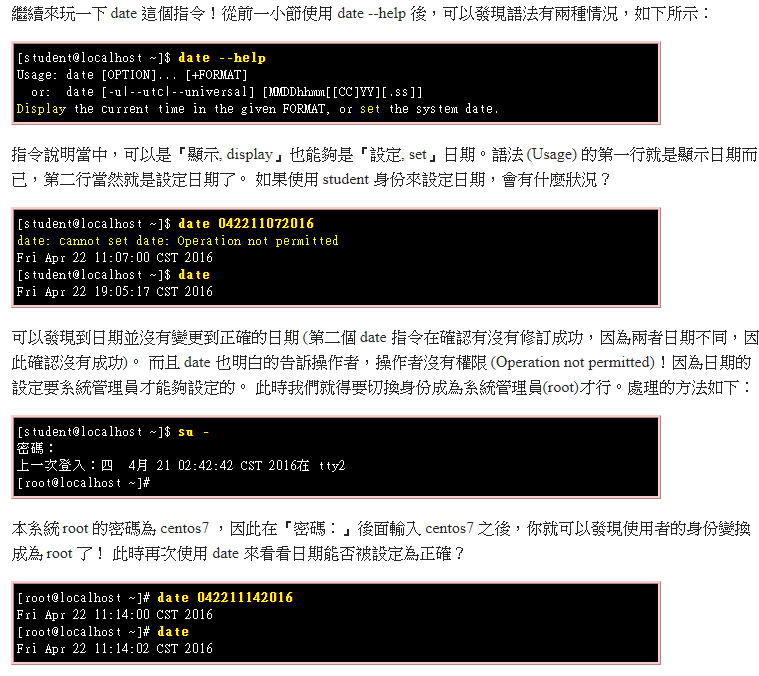 繼續來玩一下 date 這個指令！從前一小節使用 date --help 後，可以發現語法有兩種情況，如下所示：
[student@localhost ~]$ date --help
Usage: date [OPTION]... [+FORMAT]
or:  date [-u|--utc|--universal] [MMDDhhmm[[CC]YY][.ss]]
Display the current time in the given FORMAT, or set the system date.
指令說明當中，可以是『顯示, display』也能夠是『設定, set』日期。語法 (Usage) 的第一行就是顯示日期而
已，第二行當然就是設定日期了。 如果使用 student 身份來設定日期，會有什麼狀況？
[student@localhost ~]$ date 042211072016
date: cannot set date: Operation not permitted
Fri Apr 22 11:07:00 CST 2016
[student@localhost ~]$ date
Fri Apr 22 19:05:17 CST 2016
可以發現到日期並沒有變更到正確的日期 (第二個 date 指令在確認有沒有修訂成功，因為兩者日期不同，因
此確認沒有成功)。 而且 date 也明白的告訴操作者，操作者沒有權限 (Operation not permitted)！因為日期的
設定要系統管理員才能夠設定的。 此時我們就得要切換身份成為系統管理員(root)才行。處理的方法如下：
[student@localhost ~]$ su -
密碼：
上一次登入：四  4月 21 02:42:42 CST 2016在 tty2
[root@localhost ~]#
本系統 root 的密碼為 centos7 ，因此在『密碼：』後面輸入 centos7 之後，你就可以發現使用者的身份變換
成為 root 了！ 此時再次使用 date 來看看日期能否被設定為正確？
[root@localhost ~]# date 042211142016
Fri Apr 22 11:14:00 CST 2016
[root@localhost ~]# date
Fri Apr 22 11:14:02 CST 2016